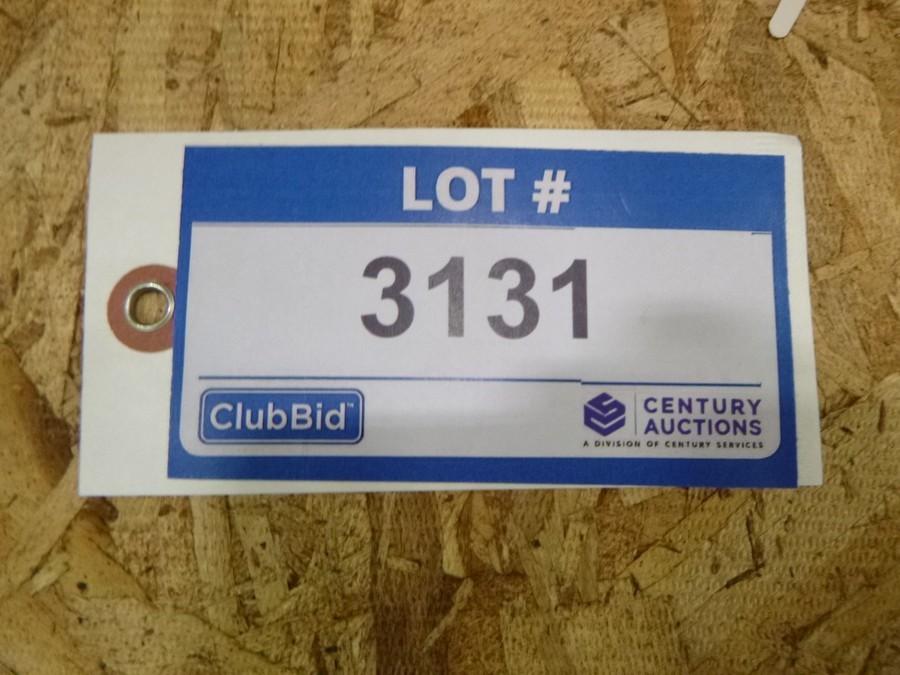 LOT #
3131
ClubBid™
CENTURY
AUCTIONS
A DIVISION OF CENTURY SERVICES